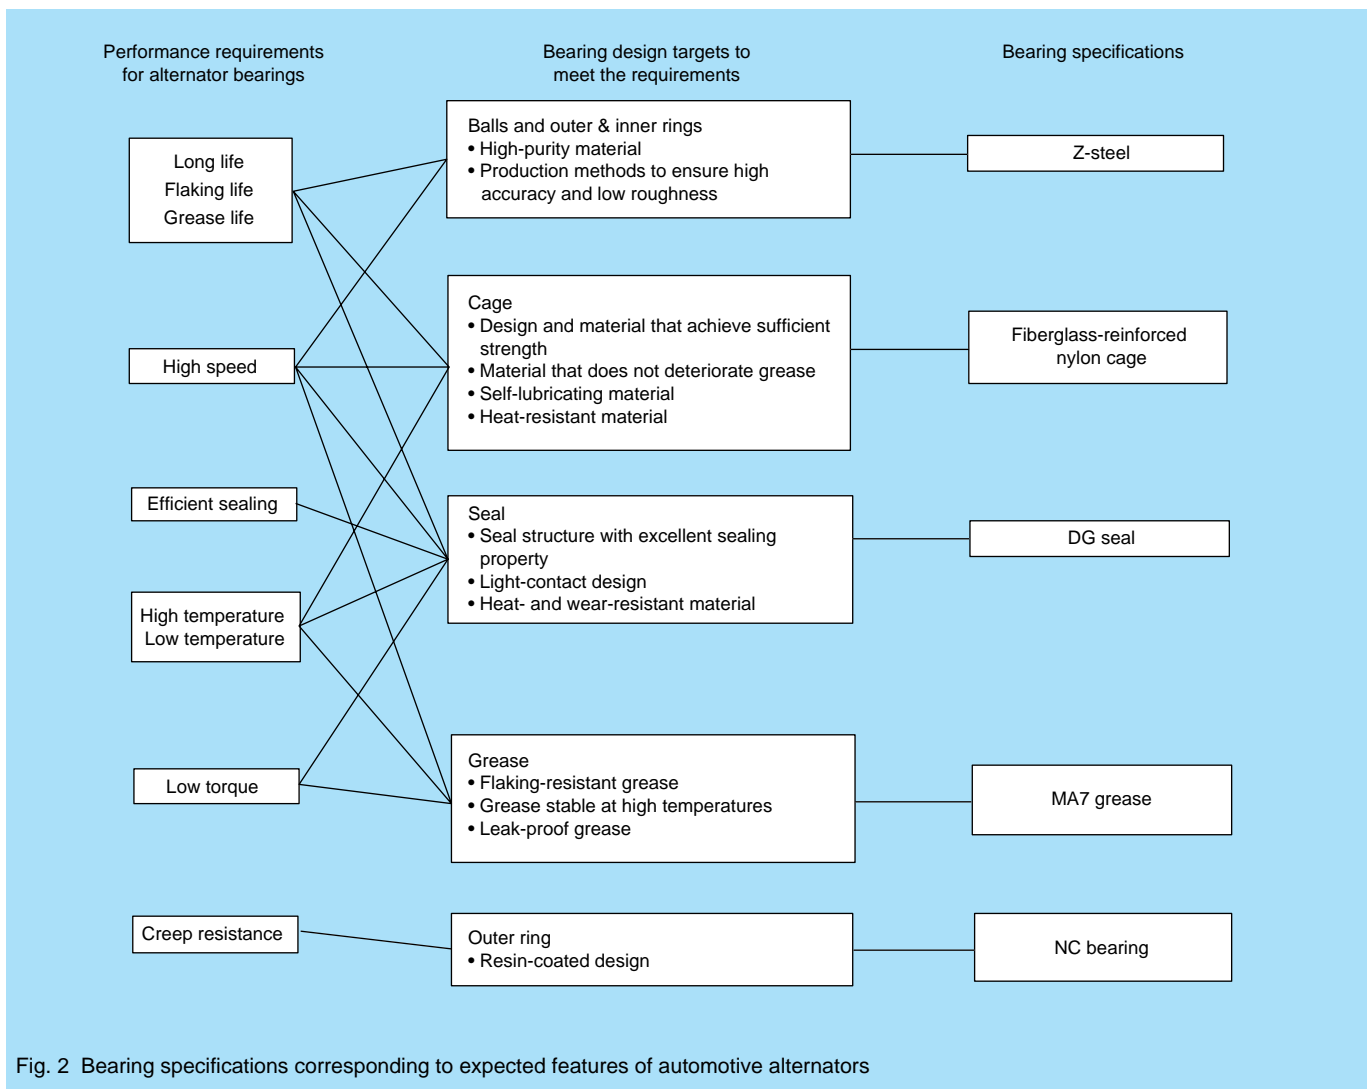 Performance requirements
for alternator bearings
Bearing design targets to
meet the requirements
Bearing specifications
Long life
Flaking life
Grease life
Balls and outer & inner rings
• High-purity material
• Production methods to ensure high
accuracy and low roughness
Z-steel
High speed
Cage
• Design and material that achieve sufficient
strength
• Material that does not deteriorate grease
• Self-lubricating material
• Heat-resistant material
Fiberglass-reinforced
nylon cage
Efficient sealing
Seal
• Seal structure with excellent sealing
property
• Light-contact design
• Heat- and wear-resistant material
DG seal
High temperature
Low temperature
Low torque
Grease
• Flaking-resistant grease
• Grease stable at high temperatures
• Leak-proof grease
MA7 grease
Creep resistance
Outer ring
• Resin-coated design
NC bearing
Fig. 2 Bearing specifications corresponding to expected features of automotive alternators